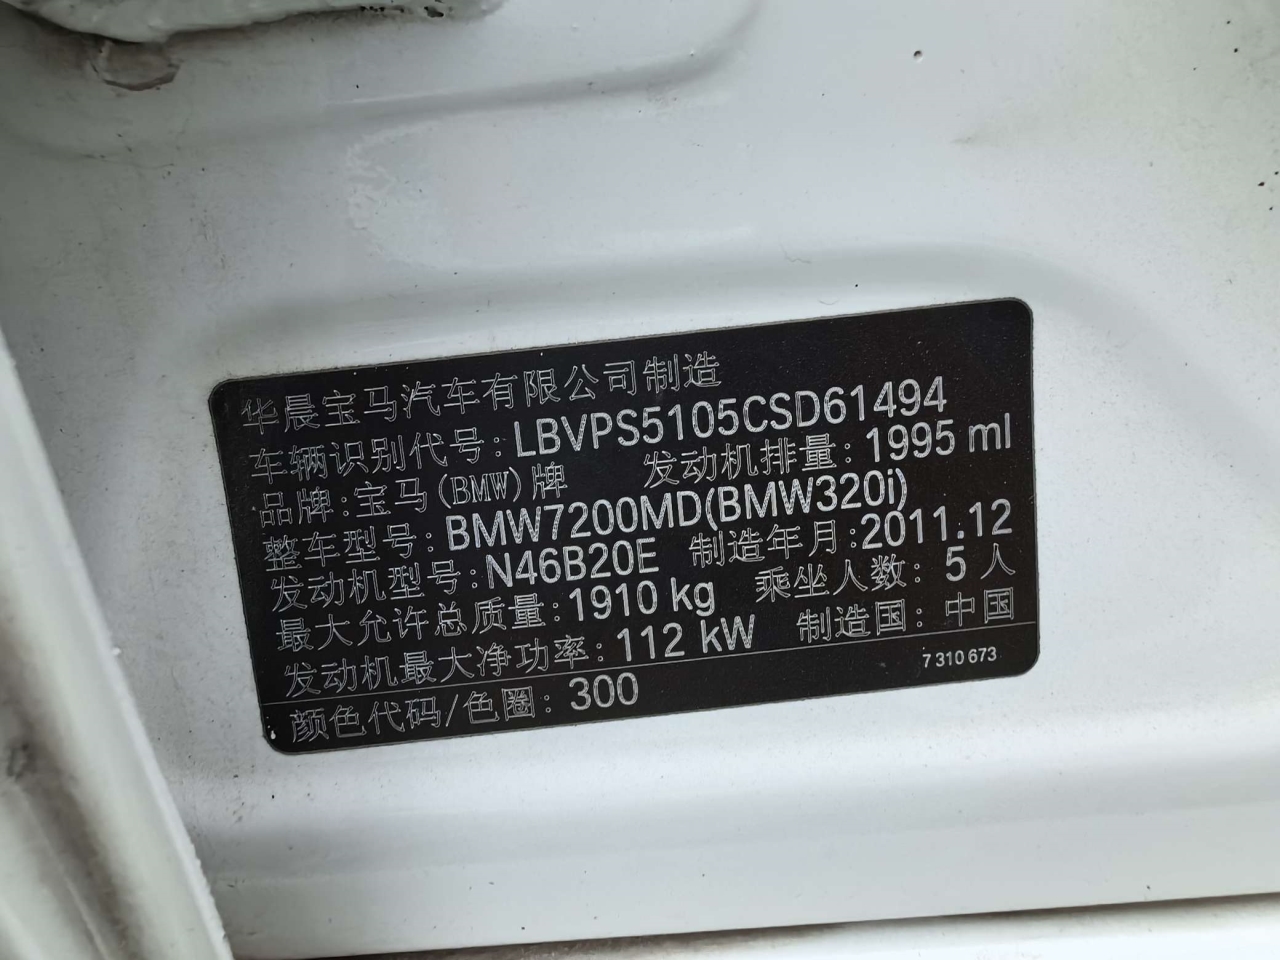 华晨宝马汽车有限公司制造
车辆识别代号：LBVPS5105CSD61494
品牌：宝马(BMW)牌 发动机排量：1995 ml
整车型号：BMW7200MD(BMW320i)
发动机型号：N46B20E 制造年月：2011.12
最大允许总质量：1910 kg 乘坐人数：5 人
发动机最大净功率：112 kW 制造国：中国
颜色代码/色圈：300 7 310 673